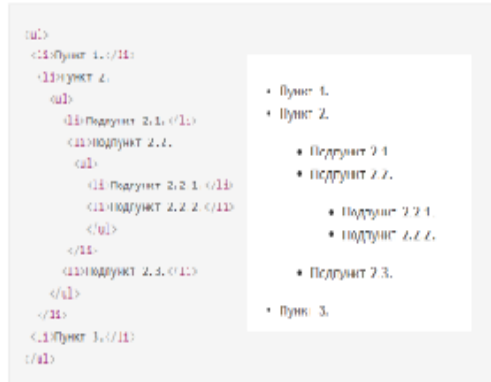 <ul>
<li>Пункт 1.</li>
<li>Пункт 2.
<ul>
<li>Подпункт 2.1.</li>
<li>Подпункт 2.2.
<ul>
<li>Подпункт 2.2.1.</li>
<li>Подпункт 2.2.2.</li>
</ul>
</li>
<li>Подпункт 2.3.</li>
</ul>
</li>
<li>Пункт 3.</li>
</ul>
• Пункт 1.
• Пункт 2.
• Подпункт 2.1.
• Подпункт 2.2.
• Подпункт 2.2.1.
• Подпункт 2.2.2.
• Подпункт 2.3.
• Пункт 3.